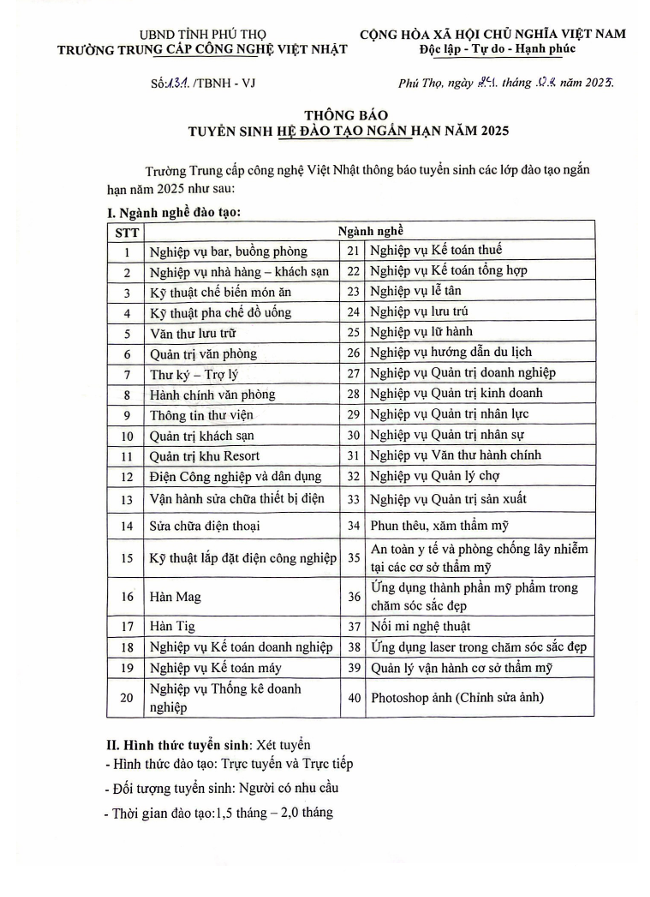 UBND TỈNH PHÚ THỌ
TRƯỜNG TRUNG CẤP CÔNG NGHỆ VIỆT NHẬT
CỘNG HÒA XÃ HỘI CHỦ NGHĨA VIỆT NAM
Độc lập - Tự do - Hạnh phúc
Số:131/TBNH - VJ
Phú Thọ, ngày tháng năm 2025.
THÔNG BÁO
TUYỂN SINH HỆ ĐÀO TẠO NGẮN HẠN NĂM 2025
Trường Trung cấp công nghệ Việt Nhật thông báo tuyển sinh các lớp đào tạo ngắn
hạn năm 2025 như sau:
I. Ngành nghề đào tạo:
STT Ngành nghề
1 Nghiệp vụ bar, buồng phòng 21 Nghiệp vụ Kế toán thuế
2 Nghiệp vụ nhà hàng – khách sạn 22 Nghiệp vụ Kế toán tổng hợp
3 Kỹ thuật chế biến món ăn 23 Nghiệp vụ lễ tân
4 Kỹ thuật pha chế đồ uống 24 Nghiệp vụ lưu trú
5 Văn thư lưu trữ 25 Nghiệp vụ lữ hành
6 Quản trị văn phòng 26 Nghiệp vụ hướng dẫn du lịch
7 Thư ký – Trợ lý 27 Nghiệp vụ Quản trị doanh nghiệp
8 Hành chính văn phòng 28 Nghiệp vụ Quản trị kinh doanh
9 Thông tin thư viện 29 Nghiệp vụ Quản trị nhân lực
10 Quản trị khách sạn 30 Nghiệp vụ Quản trị nhân sự
11 Quản trị khu Resort 31 Nghiệp vụ Văn thư hành chính
12 Điện Công nghiệp và dân dụng 32 Nghiệp vụ Quản lý chợ
13 Vận hành sửa chữa thiết bị điện 33 Nghiệp vụ Quản trị sản xuất
14 Sửa chữa điện thoại 34 Phun thêu, xăm thẩm mỹ
15 Kỹ thuật lắp đặt điện công nghiệp 35 An toàn y tế và phòng chống lây nhiễm
tại các cơ sở thẩm mỹ
16 Hàn Mag 36 Ứng dụng thành phần mỹ phẩm trong
chăm sóc sắc đẹp
17 Hàn Tig 37 Nối mi nghệ thuật
18 Nghiệp vụ Kế toán doanh nghiệp 38 Ứng dụng laser trong chăm sóc sắc đẹp
19 Nghiệp vụ Kế toán máy 39 Quản lý vận hành cơ sở thẩm mỹ
20 Nghiệp vụ Thống kê doanh
nghiệp 40 Photoshop ảnh (Chỉnh sửa ảnh)
II. Hình thức tuyển sinh: Xét tuyển
- Hình thức đào tạo: Trực tuyến và Trực tiếp
- Đối tượng tuyển sinh: Người có nhu cầu
- Thời gian đào tạo:1,5 tháng – 2,0 tháng